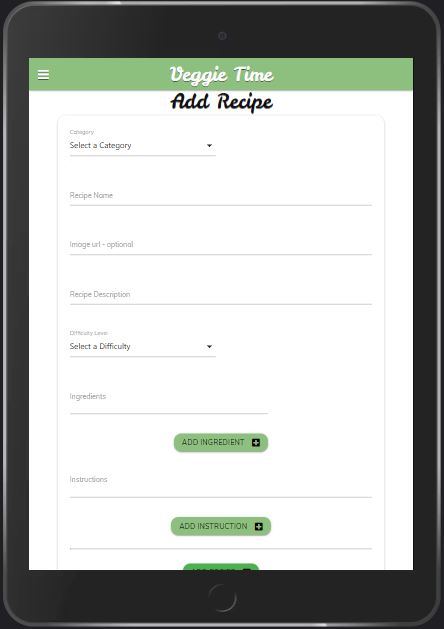 Veggie Time
Add Recipe
Category
Select a Category
Recipe Name
Image url - optional
Recipe Description
Difficulty Level
Select a Difficulty
Ingredients
ADD INGREDIENT
Instructions
ADD INSTRUCTION